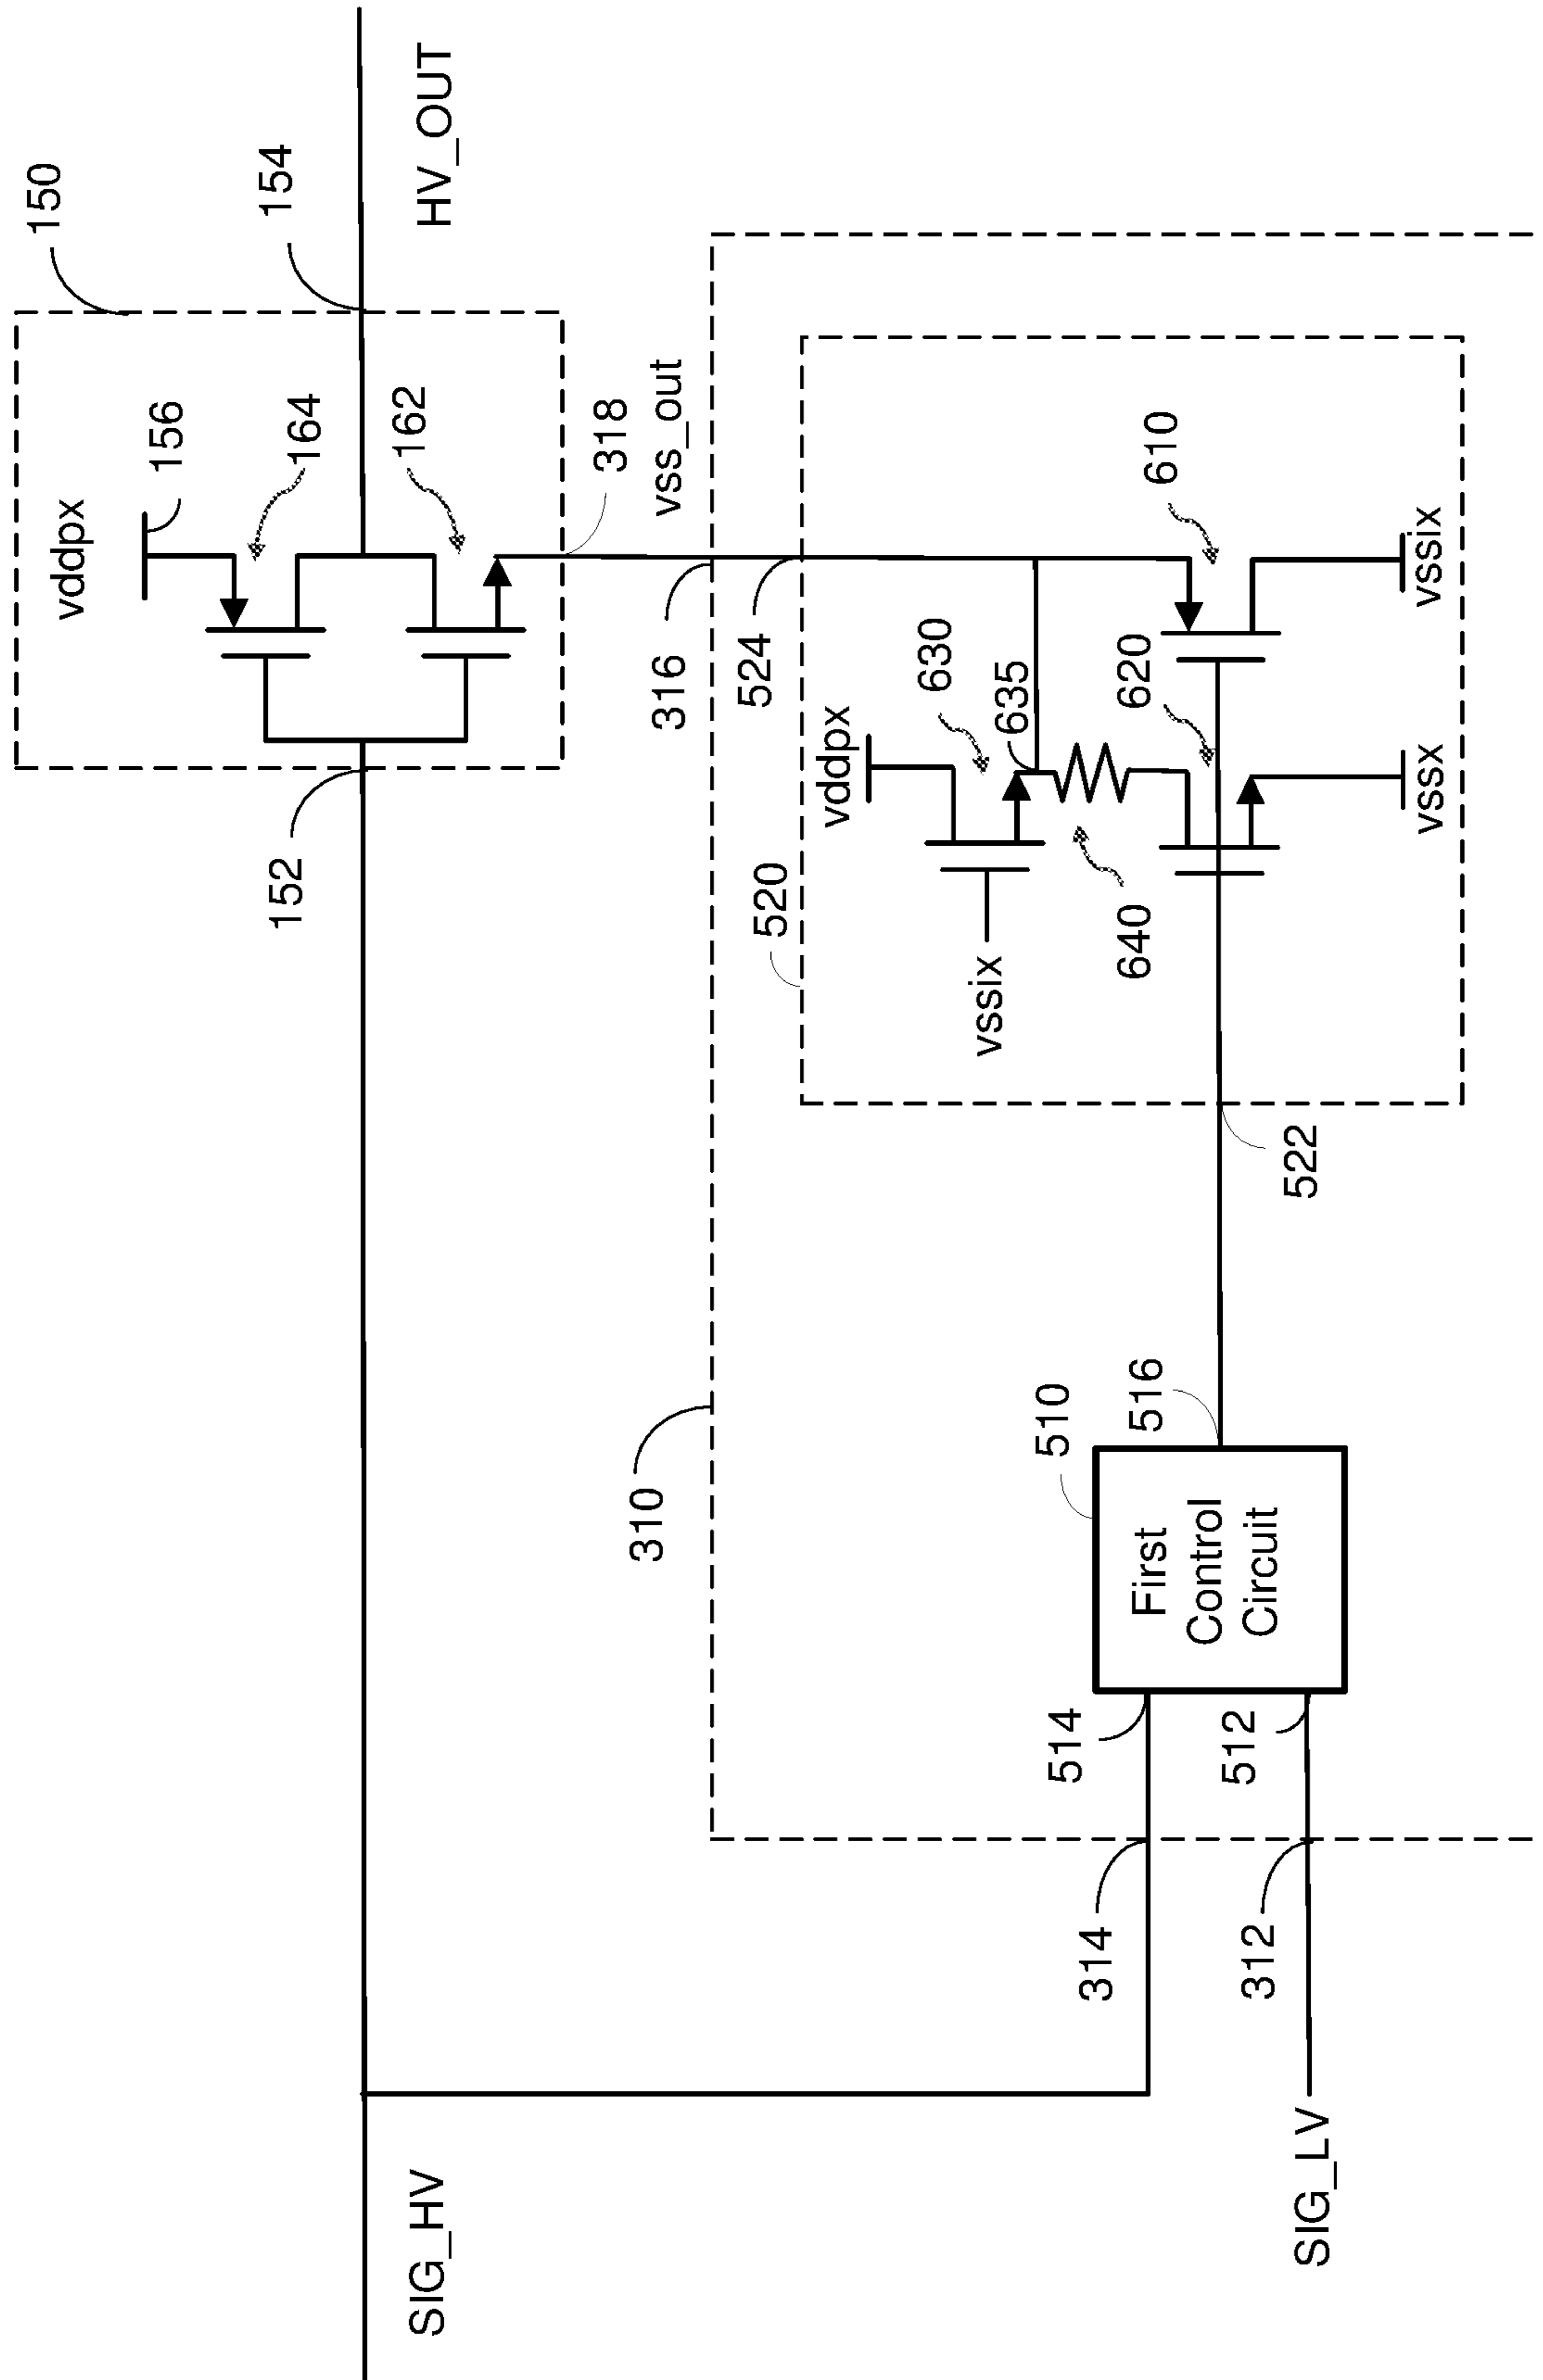 150
vddpx
156
154
164
HV_OUT
162
152
318
vss_out
SIG_HV
316
310
524
520
vddpx
630
635
610
vssix
640
620
510
516
First
Control
Circuit
514
512
522
vssx
vssix
314
312
SIG_LV